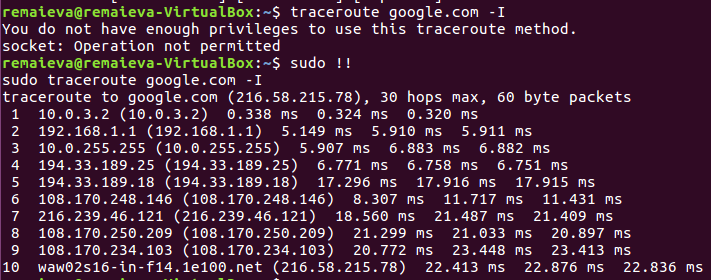 remaieva@remaieva-VirtualBox:~$ traceroute google.com -I
You do not have enough privileges to use this traceroute method.
socket: Operation not permitted
remaieva@remaieva-VirtualBox:~$ sudo !!
sudo traceroute google.com -I
traceroute to google.com (216.58.215.78), 30 hops max, 60 byte packets
 1  10.0.3.2 (10.0.3.2)  0.338 ms  0.324 ms  0.320 ms
 2  192.168.1.1 (192.168.1.1)  5.149 ms  5.910 ms  5.911 ms
 3  10.0.255.255 (10.0.255.255)  5.907 ms  6.883 ms  6.882 ms
 4  194.33.189.25 (194.33.189.25)  6.771 ms  6.758 ms  6.751 ms
 5  194.33.189.18 (194.33.189.18)  17.296 ms  17.916 ms  17.915 ms
 6  108.170.248.146 (108.170.248.146)  8.307 ms  11.717 ms  11.431 ms
 7  216.239.46.121 (216.239.46.121)  18.560 ms  21.487 ms  21.409 ms
 8  108.170.250.209 (108.170.250.209)  21.299 ms  21.033 ms  20.897 ms
 9  108.170.234.103 (108.170.234.103)  20.772 ms  23.448 ms  23.413 ms
10  waw02s16-in-f14.1e100.net (216.58.215.78)  22.413 ms  22.876 ms  22.836 ms